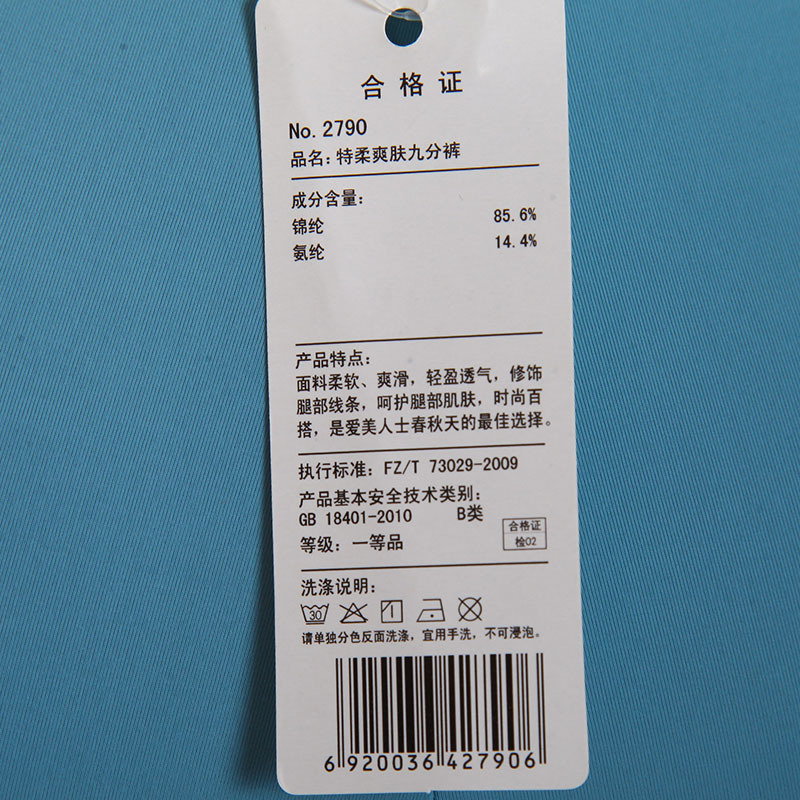 合格证
No. 2790
品名：特柔爽肤九分裤
成分含量：
锦纶 85.6%
氨纶 14.4%
产品特点：
面料柔软、爽滑，轻盈透气，修饰
腿部线条，呵护腿部肌肤，时尚百
搭，是爱美人士春秋天的最佳选择。
执行标准：FZ/T 73029-2009
产品基本安全技术类别：
GB 18401-2010 B类
等级：一等品
合格证
检02
洗涤说明：
30
请单独分色反面洗涤，宜用手洗，不可浸泡。
6 920036 427906